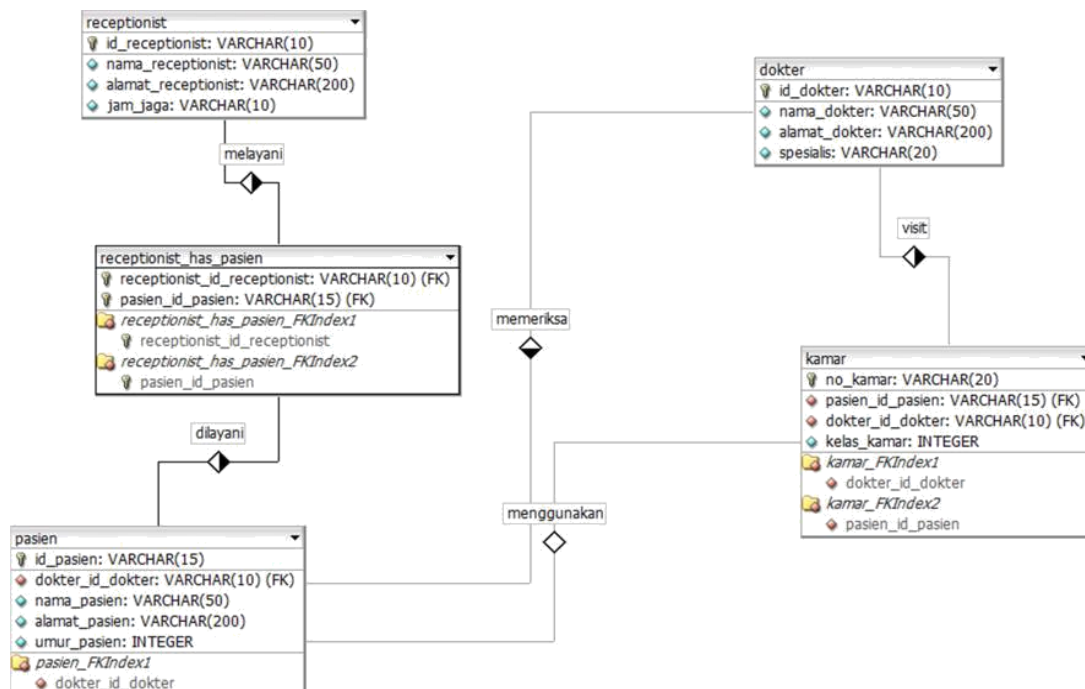 receptionist
id_receptionist: VARCHAR(10)
nama_receptionist: VARCHAR(50)
alamat_receptionist: VARCHAR(200)
jam_jaga: VARCHAR(10)
melayani
receptionist_has_pasien
receptionist_id_receptionist: VARCHAR(10) (FK)
pasien_id_pasien: VARCHAR(15) (FK)
receptionist_has_pasien_FKIndex1
receptionist_id_receptionist
receptionist_has_pasien_FKIndex2
pasien_id_pasien
dilayani
pasien
id_pasien: VARCHAR(15)
dokter_id_dokter: VARCHAR(10) (FK)
nama_pasien: VARCHAR(50)
alamat_pasien: VARCHAR(200)
umur_pasien: INTEGER
pasien_FKIndex1
dokter_id_dokter
memeriksa
menggunakan
dokter
id_dokter: VARCHAR(10)
nama_dokter: VARCHAR(50)
alamat_dokter: VARCHAR(200)
spesialis: VARCHAR(20)
visit
kamar
no_kamar: VARCHAR(20)
pasien_id_pasien: VARCHAR(15) (FK)
dokter_id_dokter: VARCHAR(10) (FK)
kelas_kamar: INTEGER
kamar_FKIndex1
dokter_id_dokter
kamar_FKIndex2
pasien_id_pasien